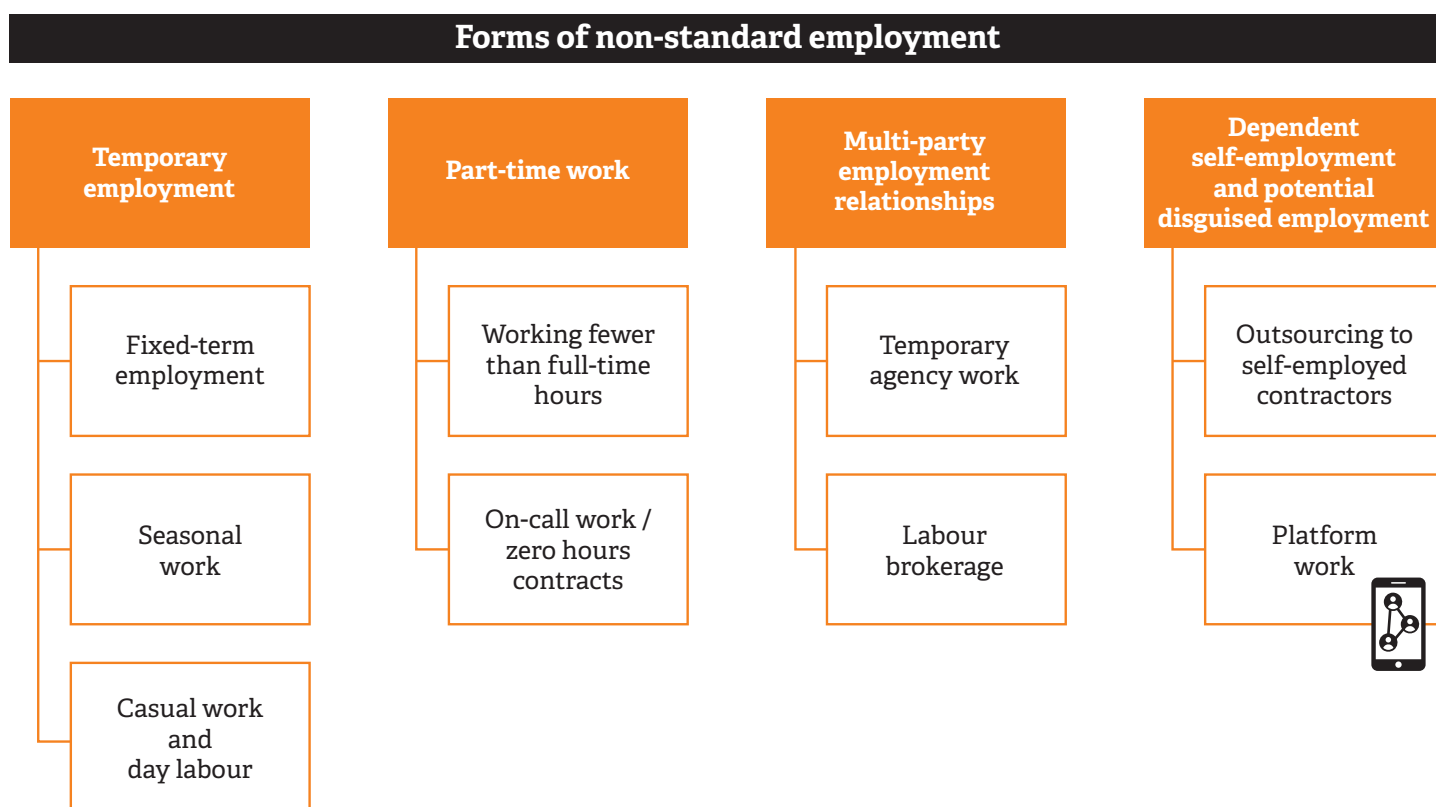 Forms of non-standard employment
Temporary
employment
Fixed-term
employment
Seasonal
work
Casual work
and
day labour
Part-time work
Working fewer
than full-time
hours
On-call work /
zero hours
contracts
Multi-party
employment
relationships
Temporary
agency work
Labour
brokerage
Dependent
self-employment
and potential
disguised employment
Outsourcing to
self-employed
contractors
Platform
work